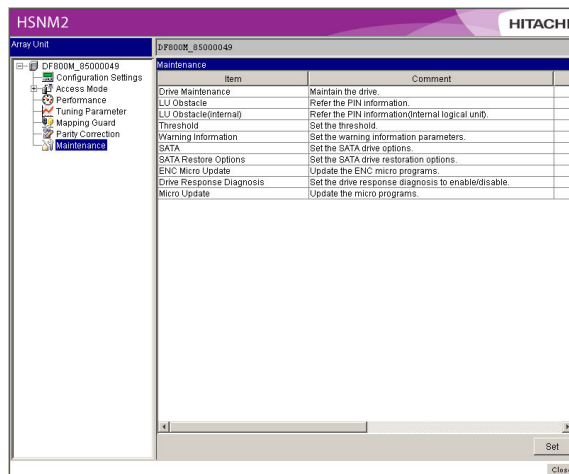 HSNM2
HITACHI
Array Unit
DF800M_85000049
DF800M_85000049
Configuration Settings
Access Mode
Performance
Tuning Parameter
Mapping Guard
Parity Correction
Maintenance
Maintenance
Item Comment
Drive Maintenance Maintain the drive.
LU Obstacle Refer the PIN information.
LU Obstacle(internal) Refer the PIN information(Internal logical unit).
Threshold Set the threshold.
Warning Information Set the warning information parameters.
SATA Set the SATA drive options.
SATA Restore Options Set the SATA drive restoration options.
ENC Micro Update Update the ENC micro programs.
Drive Response Diagnosis Set the drive response diagnosis to enable/disable.
Micro Update Update the micro programs.
Set
Close